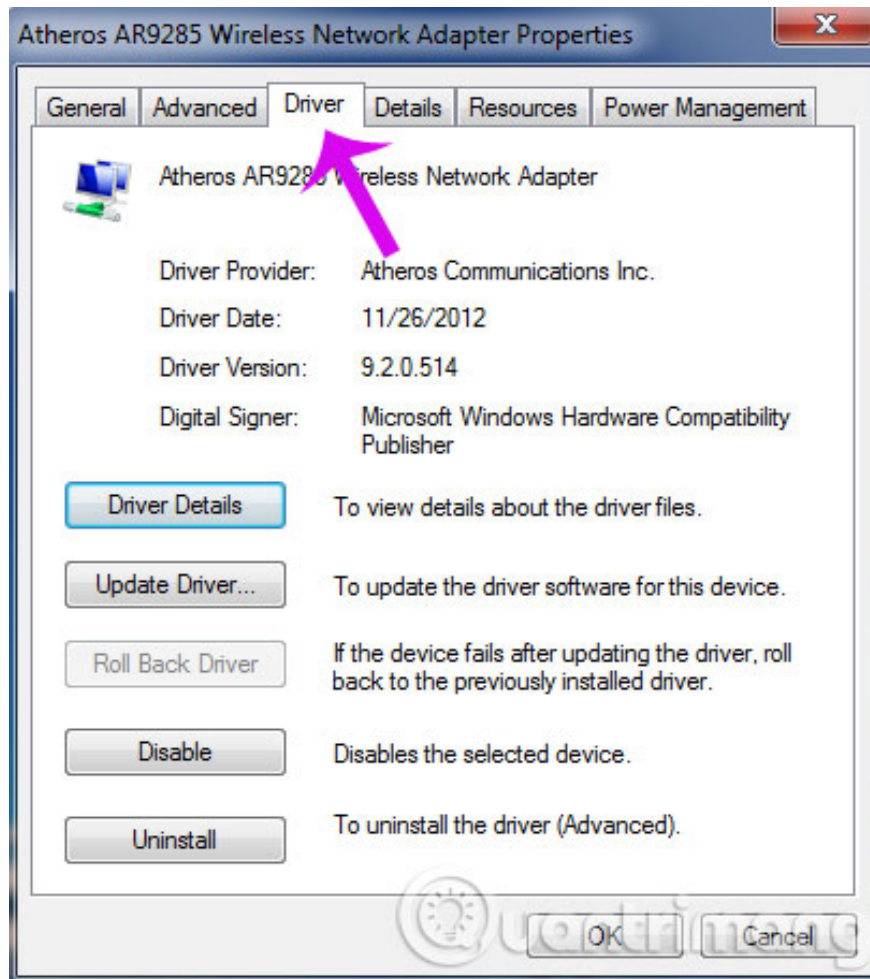 Atheros AR9285 Wireless Network Adapter Properties
General Advanced Driver Details Resources Power Management
Atheros AR9285 Wireless Network Adapter
Driver Provider: Atheros Communications Inc.
Driver Date: 11/26/2012
Driver Version: 9.2.0.514
Digital Signer: Microsoft Windows Hardware Compatibility
Publisher
Driver Details To view details about the driver files.
Update Driver... To update the driver software for this device.
Roll Back Driver If the device fails after updating the driver, roll
back to the previously installed driver.
Disable Disables the selected device.
Uninstall To uninstall the driver (Advanced).
Quantrimang
OK Cancel